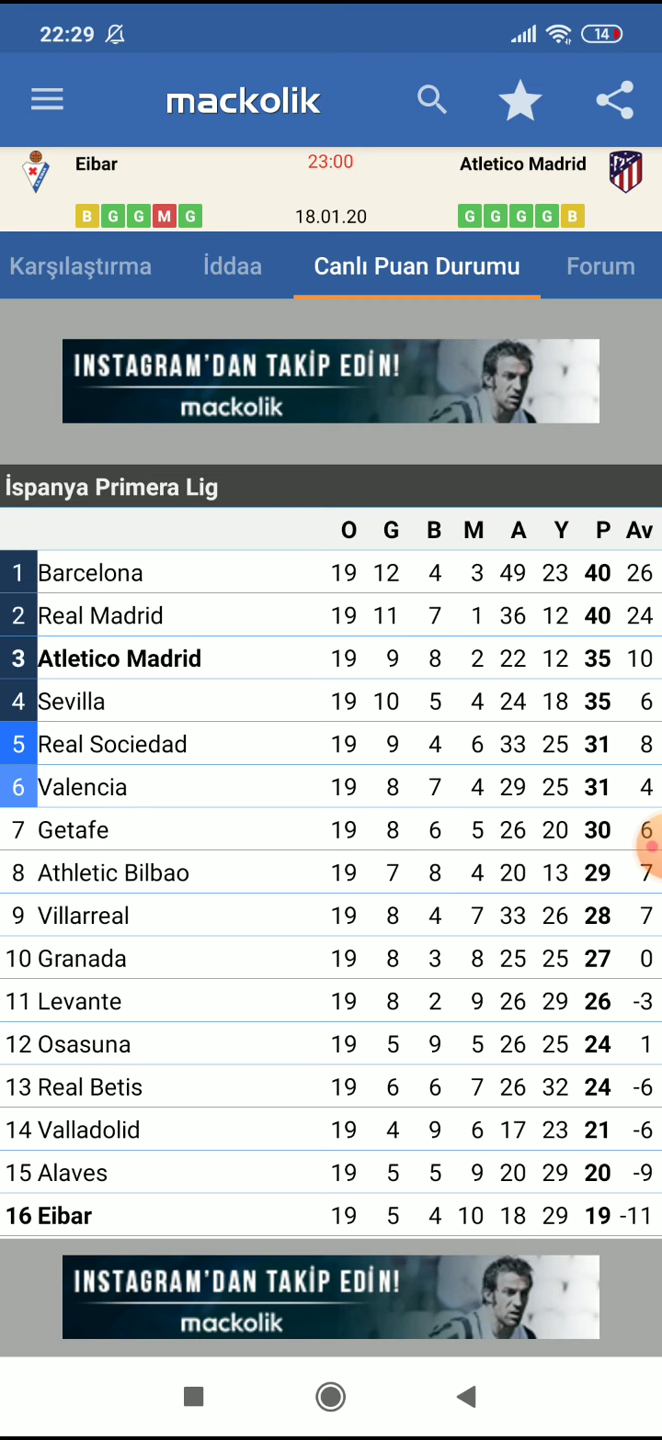 22:29 14
mackolik
Eibar 23:00 Atletico Madrid
B G G M G 18.01.20 G G G G B
Karşılaştırma İddaa Canlı Puan Durumu Forum
INSTAGRAM'DAN TAKİP EDİN!
mackolik
İspanya Primera Lig
O G B M A Y P Av
1 Barcelona 19 12 4 3 49 23 40 26
2 Real Madrid 19 11 7 1 36 12 40 24
3 Atletico Madrid 19 9 8 2 22 12 35 10
4 Sevilla 19 10 5 4 24 18 35 6
5 Real Sociedad 19 9 4 6 33 25 31 8
6 Valencia 19 8 7 4 29 25 31 4
7 Getafe 19 8 6 5 26 20 30 6
8 Athletic Bilbao 19 7 8 4 20 13 29 7
9 Villarreal 19 8 4 7 33 26 28 7
10 Granada 19 8 3 8 25 25 27 0
11 Levante 19 8 2 9 26 29 26 -3
12 Osasuna 19 5 9 5 26 25 24 1
13 Real Betis 19 6 6 7 26 32 24 -6
14 Valladolid 19 4 9 6 17 23 21 -6
15 Alaves 19 5 5 9 20 29 20 -9
16 Eibar 19 5 4 10 18 29 19 -11
INSTAGRAM'DAN TAKİP EDİN!
mackolik